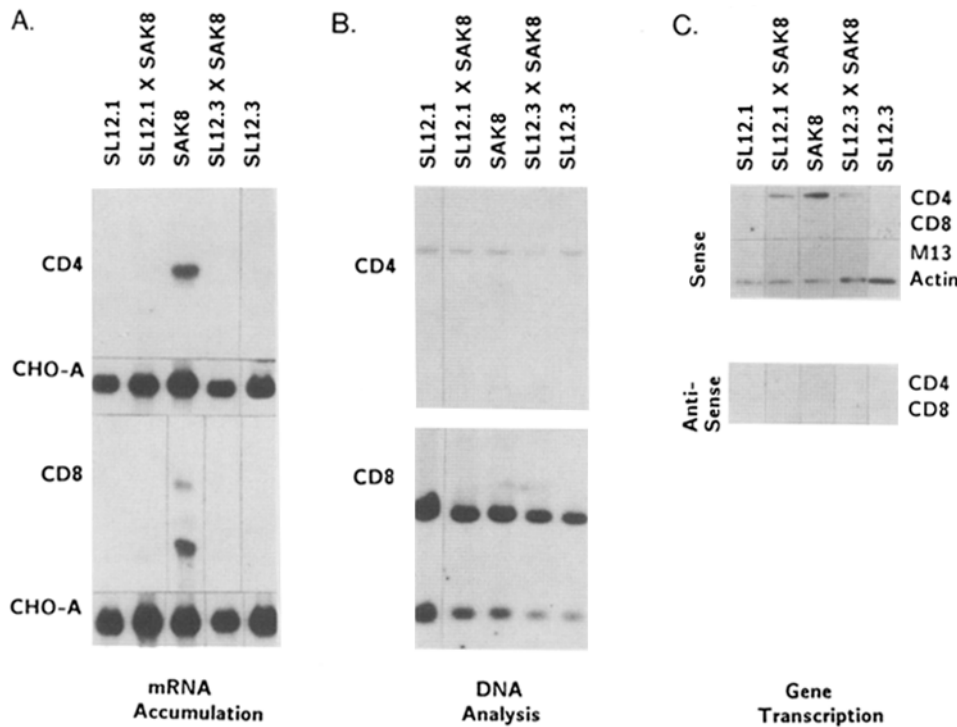 A.
SL12.1
SL12.1 X SAK8
SAK8
SL12.3 X SAK8
SL12.3
CD4
CHO-A
CD8
CHO-A
mRNA
Accumulation
B.
SL12.1
SL12.1 X SAK8
SAK8
SL12.3 X SAK8
SL12.3
CD4
CD8
DNA
Analysis
C.
SL12.1
SL12.1 X SAK8
SAK8
SL12.3 X SAK8
SL12.3
Sense
CD4
CD8
M13
Actin
Anti-
Sense
CD4
CD8
Gene
Transcription